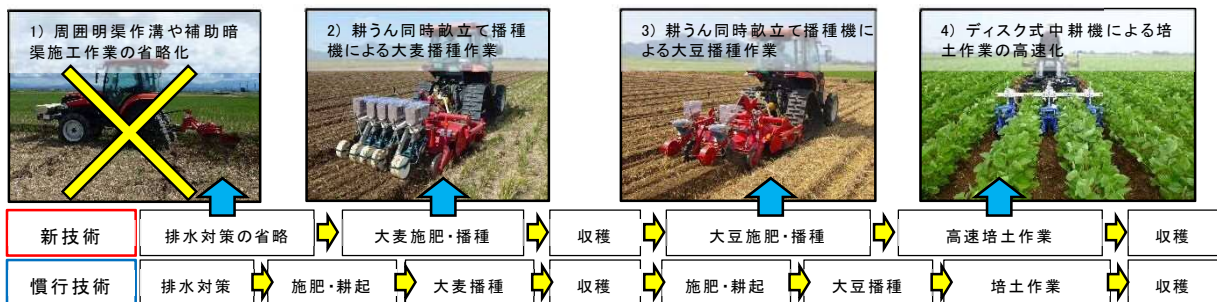 1) 周囲明渠作溝や補助暗
渠施工作業の省略化
2) 耕うん同時畝立て播種
機による大麦播種作業
3) 耕うん同時畝立て播種機に
よる大豆播種作業
4) ディスク式中耕機による培
土作業の高速化
新技術
排水対策の省略
大麦施肥・播種
収穫
大豆施肥・播種
高速培土作業
収穫
慣行技術
排水対策
施肥・耕起
大麦播種
収穫
施肥・耕起
大豆播種
培土作業
収穫